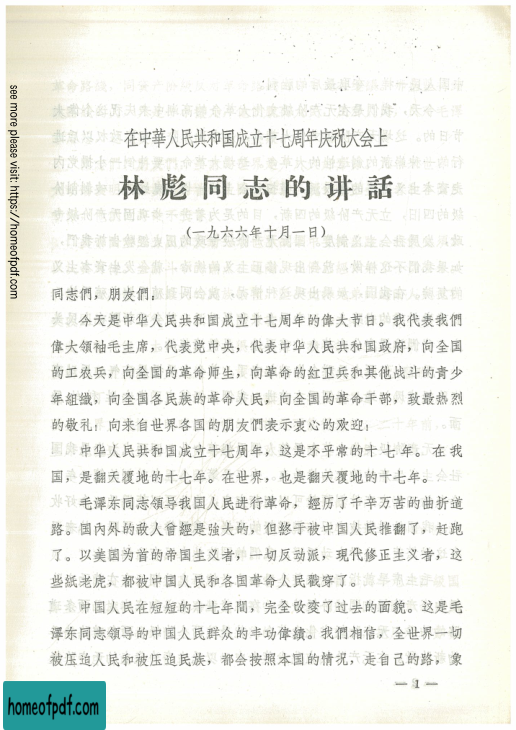 see more please visit: https://homeofpdf.com
在中華人民共和国成立十七周年庆祝大会上
林彪同志的讲話
(一九六六年十月一日)
同志們，朋友們：
今天是中华人民共和国成立十七周年的偉大节日。我代表我們
偉大領袖毛主席，代表党中央，代表中华人民共和国政府，向全国
的工农兵，向全国的革命师生，向革命的紅卫兵和其他战斗的青少
年組織，向全国各民族的革命人民，向全国的革命干部，致最热烈
的敬礼！向来自世界各国的朋友們表示衷心的欢迎！
中华人民共和国成立十七周年，这是不平常的十七年。在我
国，是翻天覆地的十七年。在世界，也是翻天覆地的十七年。
毛澤东同志領导我国人民进行革命，經历了千辛万苦的曲折道
路。国內外的敌人曾經是強大的，但終于被中国人民推翻了，赶跑
了。以美国为首的帝国主义者，一切反动派，現代修正主义者，这
些紙老虎，都被中国人民和各国革命人民戳穿了。
中国人民在短短的十七年間，完全改变了过去的面貌。这是毛
澤东同志領导的中国人民群众的丰功偉績。我們相信，全世界一切
被压迫人民和被压迫民族，都会按照本国的情况，走自己的路，象
— 1 —
homeofpdf.com